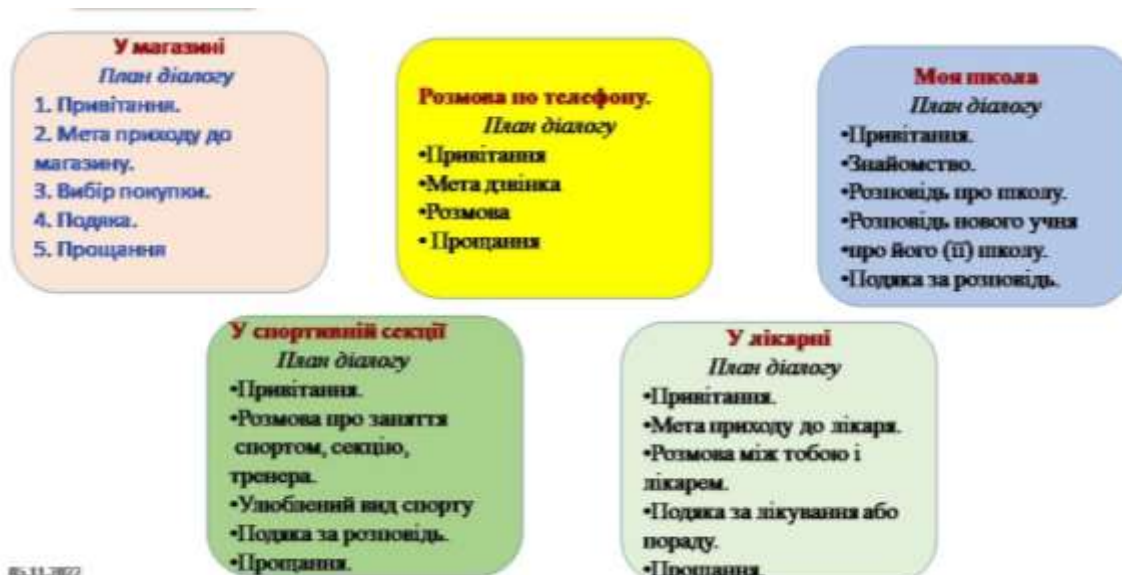 У магазині
План діалогу
1. Привітання.
2. Мета приходу до
магазину.
3. Вибір покупки.
4. Подяка.
5. Прощання
Розмова по телефону.
План діалогу
•Привітання
•Мета дзвінка
•Розмова
• Прощання
Моя школа
План діалогу
•Привітання.
•Знайомство.
•Розповідь про школу.
•Розповідь нового учня
•про його (її) школу.
•Подяка за розповідь.
У спортивній секції
План діалогу
•Привітання.
•Розмова про заняття
спортом, секцію,
тренера.
•Улюблений вид спорту
•Подяка за розповідь.
•Прощання.
У лікарні
План діалогу
•Привітання.
•Мета приходу до лікаря.
•Розмова між тобою і
лікарем.
•Подяка за лікування або
пораду.
•Прощання
05.11.2022